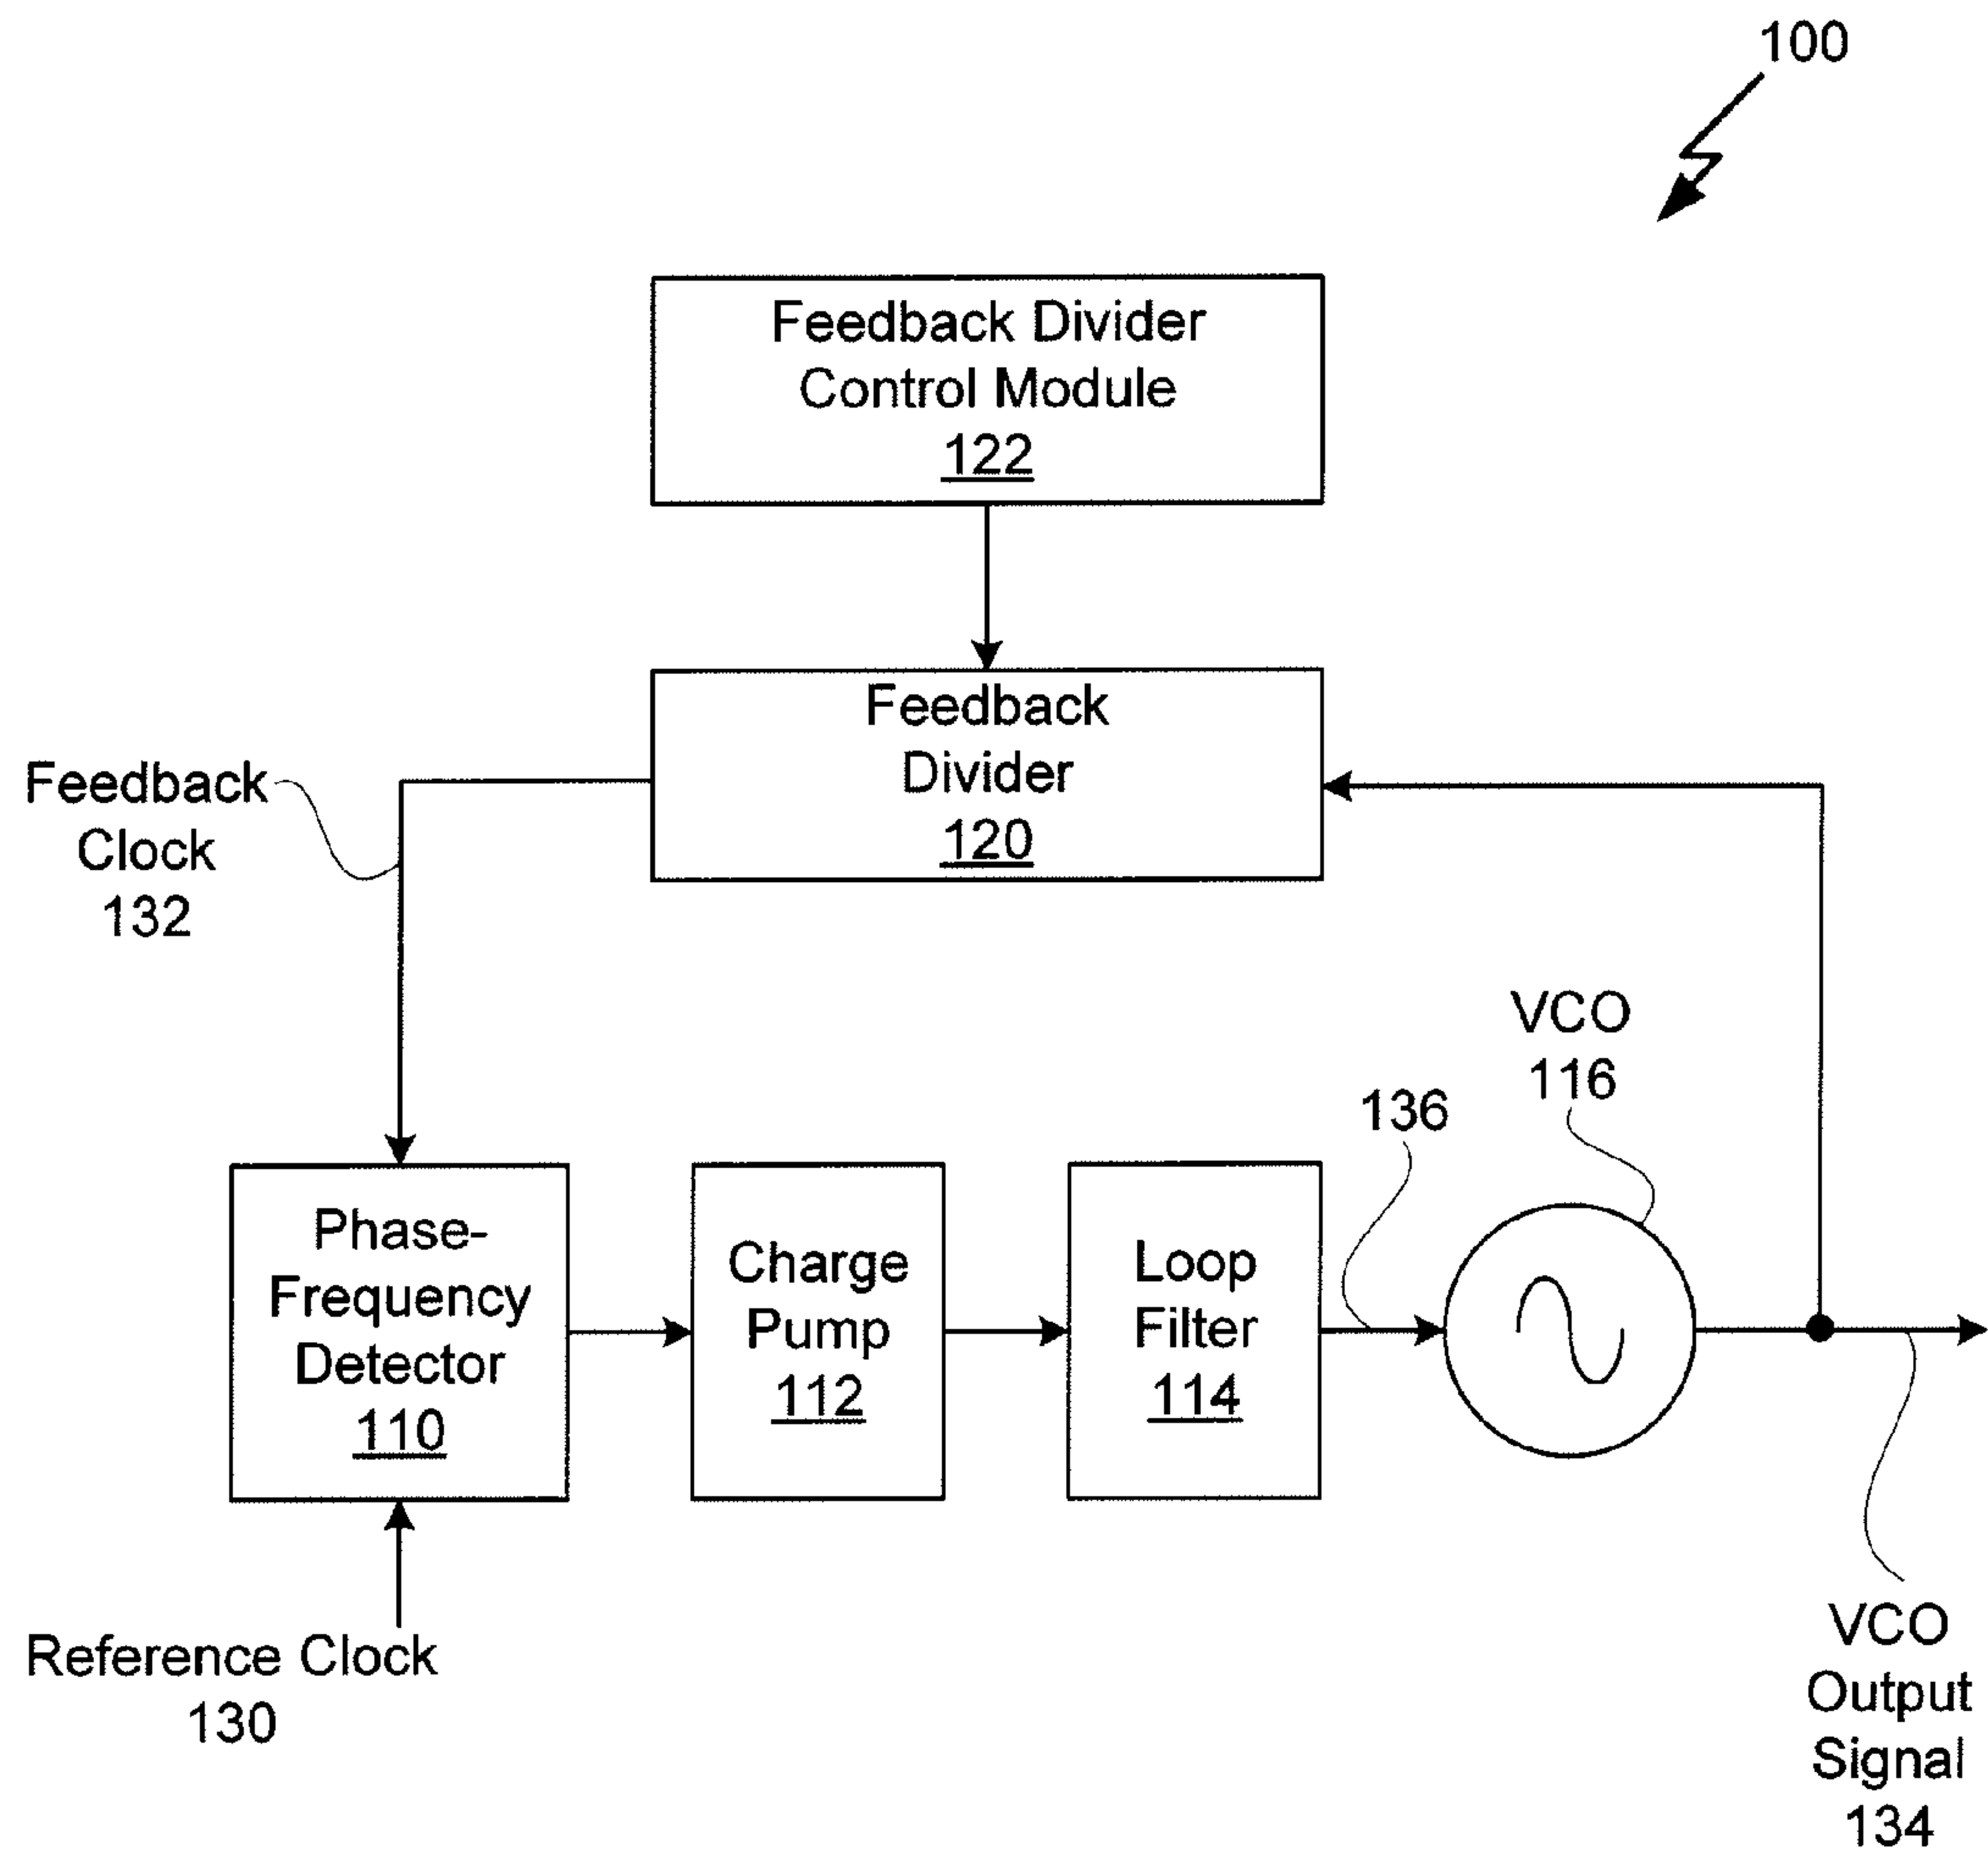 100
Feedback Divider
Control Module
122
Feedback
Divider
120
Feedback
Clock
132
VCO
116
136
Phase-
Frequency
Detector
110
Charge
Pump
112
Loop
Filter
114
Reference Clock
130
VCO
Output
Signal
134